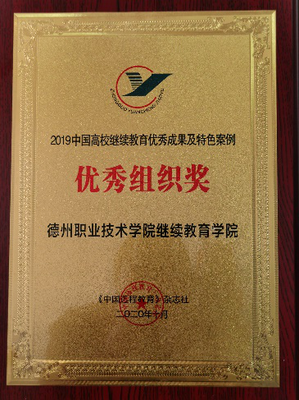 2019中国高校继续教育优秀成果及特色案例
优秀组织奖
德州职业技术学院继续教育学院
《中国远程教育》杂志社
二〇二〇年一月